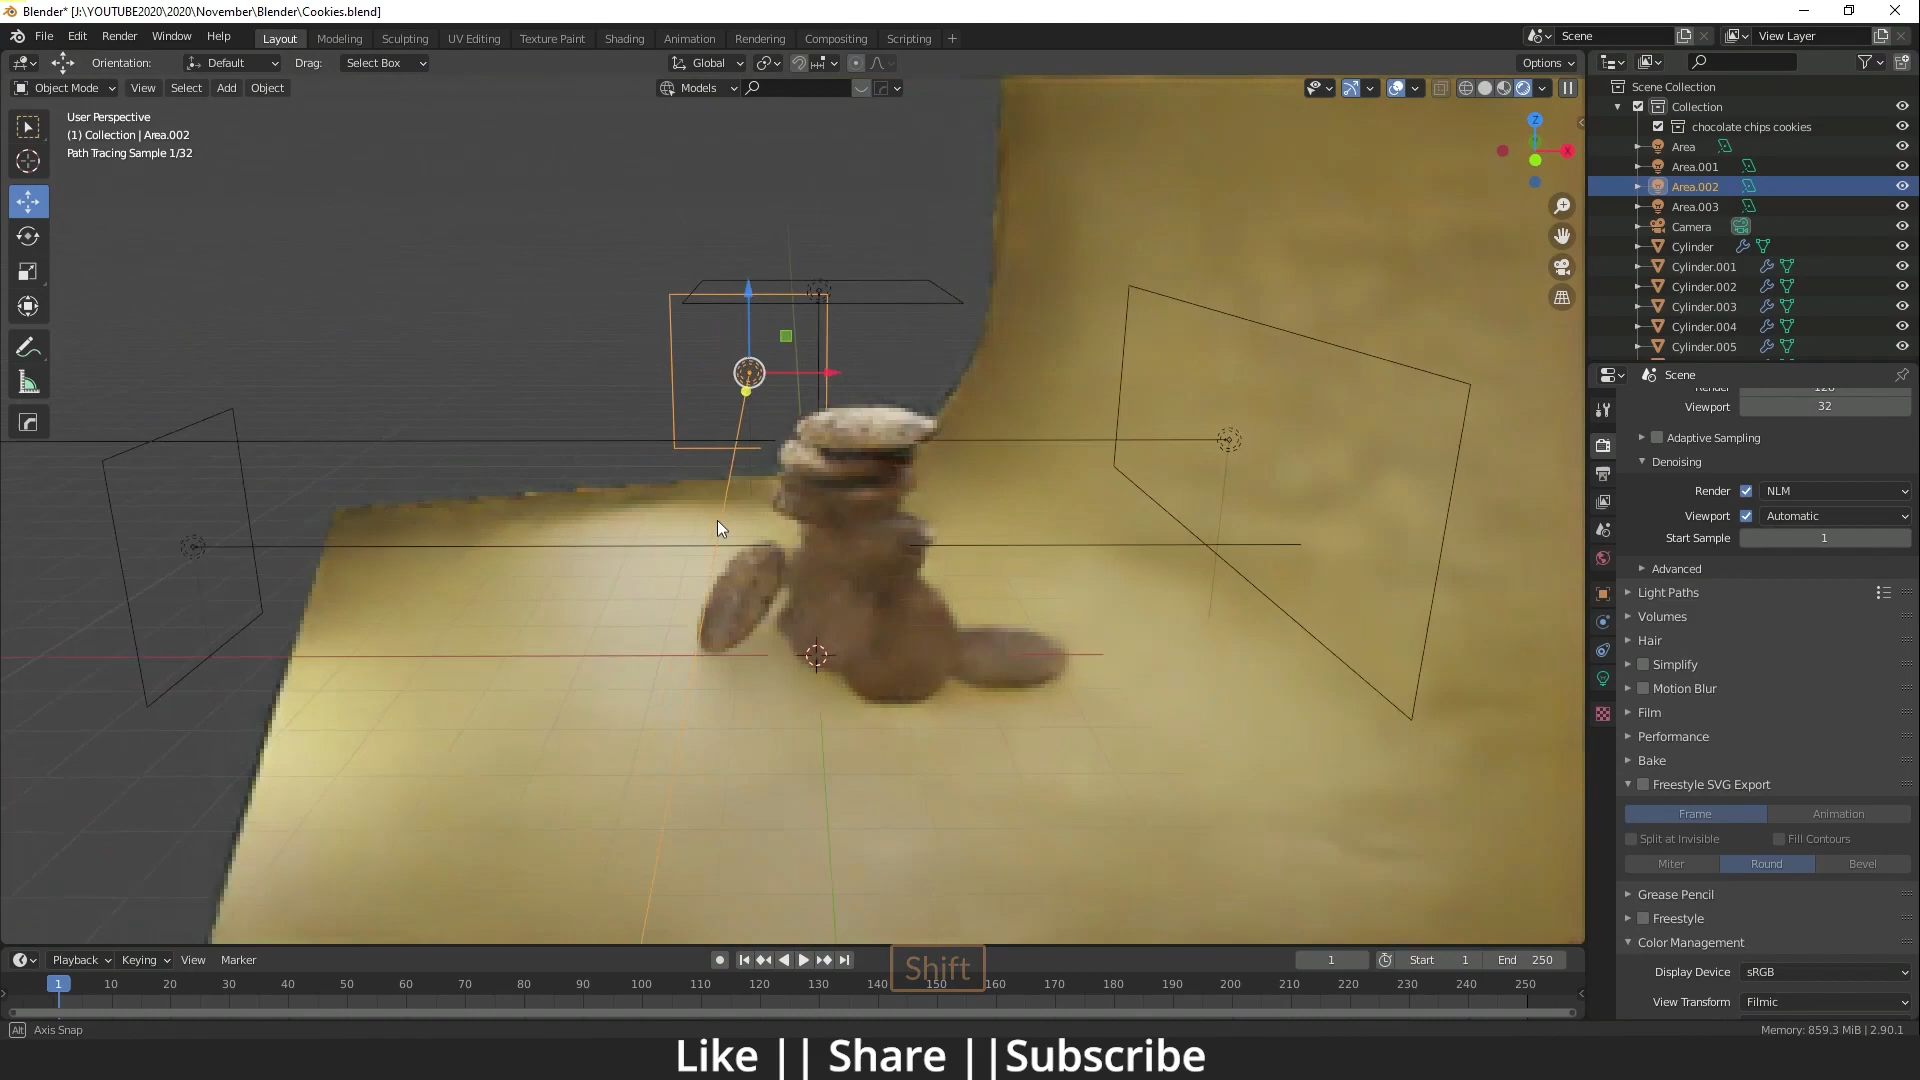 Blender* [J:\YOUTUBE2020\2020\November\Blender\Cookies.blend]
File Edit Render Window Help Layout Modeling Sculpting UV Editing Texture Paint Shading Animation Rendering Compositing Scripting + Scene View Layer
Orientation: Default Drag: Select Box Global Options
Object Mode View Select Add Object Models
User Perspective
(1) Collection | Area.002
Path Tracing Sample 1/32
Z
X
Scene Collection
Collection
chocolate chips cookies
Area
Area.001
Area.002
Area.003
Camera
Cylinder
Cylinder.001
Cylinder.002
Cylinder.003
Cylinder.004
Cylinder.005
Scene
Render 128
Viewport 32
Adaptive Sampling
Denoising
Render NLM
Viewport Automatic
Start Sample 1
Advanced
Light Paths
Volumes
Hair
Simplify
Motion Blur
Film
Performance
Bake
Freestyle SVG Export
Frame Animation
Split at Invisible Fill Contours
Miter Round Bevel
Grease Pencil
Freestyle
Color Management
Display Device sRGB
View Transform Filmic
Playback Keying View Marker 1 Start 1 End 250
Shift
1 10 20 30 40 50 60 70 80 90 100 110 120 130 140 150 160 170 180 190 200 210 220 230 240 250
Alt Axis Snap Memory: 859.3 MiB | 2.90.1
Like || Share ||Subscribe